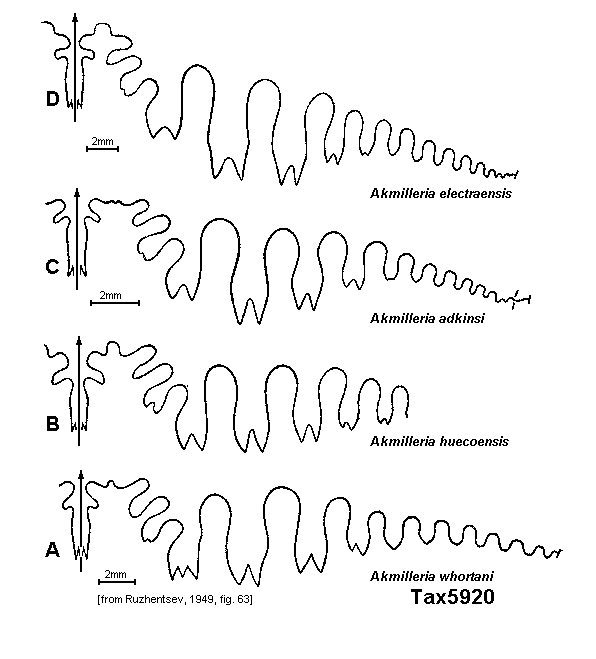 D
2mm
Akmilleria electraensis
C
2mm
Akmilleria adkinsi
B
Akmilleria huecoensis
A
2mm
Akmilleria whortani
[from Ruzhentsev, 1949, fig. 63]
Tax5920